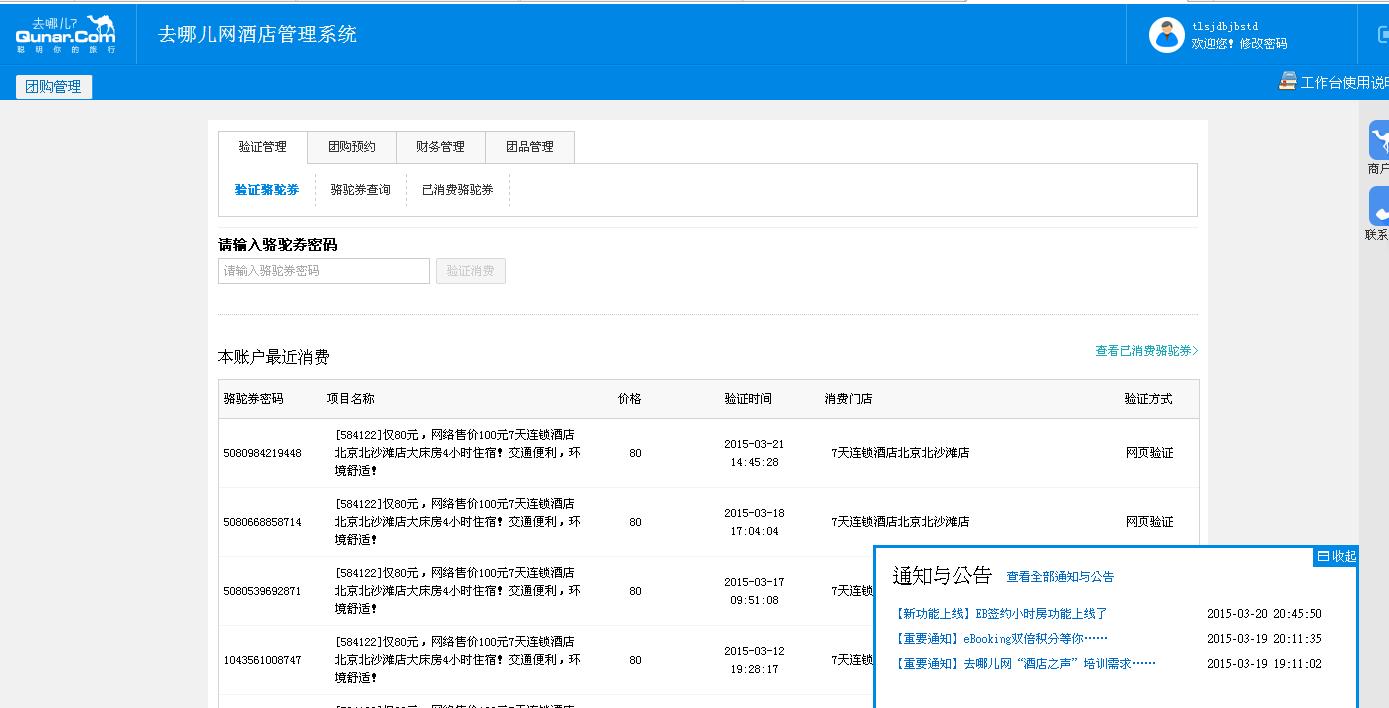 去哪儿?
Qunar.Com
聪明你的旅行
去哪儿网酒店管理系统
tlsjdbjbstd
欢迎您! 修改密码
团购管理
工作台使用说
验证管理 团购预约 财务管理 团品管理
验证骆驼券 骆驼券查询 已消费骆驼券
商户
联系
请输入骆驼券密码
请输入骆驼券密码 验证消费
本账户最近消费 查看已消费骆驼券>
骆驼券密码 项目名称 价格 验证时间 消费门店 验证方式
[584122]仅80元，网络售价100元7天连锁酒店
北京北沙滩店大床房4小时住宿！交通便利，环
境舒适！
5080984219448 80 2015-03-21
14:45:28
7天连锁酒店北京北沙滩店 网页验证
[584122]仅80元，网络售价100元7天连锁酒店
北京北沙滩店大床房4小时住宿！交通便利，环
境舒适！
5080668858714 80 2015-03-18
17:04:04
7天连锁酒店北京北沙滩店 网页验证
[584122]仅80元，网络售价100元7天连锁酒店
北京北沙滩店大床房4小时住宿！交通便利，环
境舒适！
5080539692871 80 2015-03-17
09:51:08
7天连锁
[584122]仅80元，网络售价100元7天连锁酒店
北京北沙滩店大床房4小时住宿！交通便利，环
境舒适！
1043561008747 80 2015-03-12
19:28:17
7天连锁
收起
通知与公告 查看全部通知与公告
【新功能上线】EB签约小时房功能上线了 2015-03-20 20:45:50
【重要通知】eBooking双倍积分等你…… 2015-03-19 20:11:35
【重要通知】去哪儿网“酒店之声”培训需求…… 2015-03-19 19:11:02